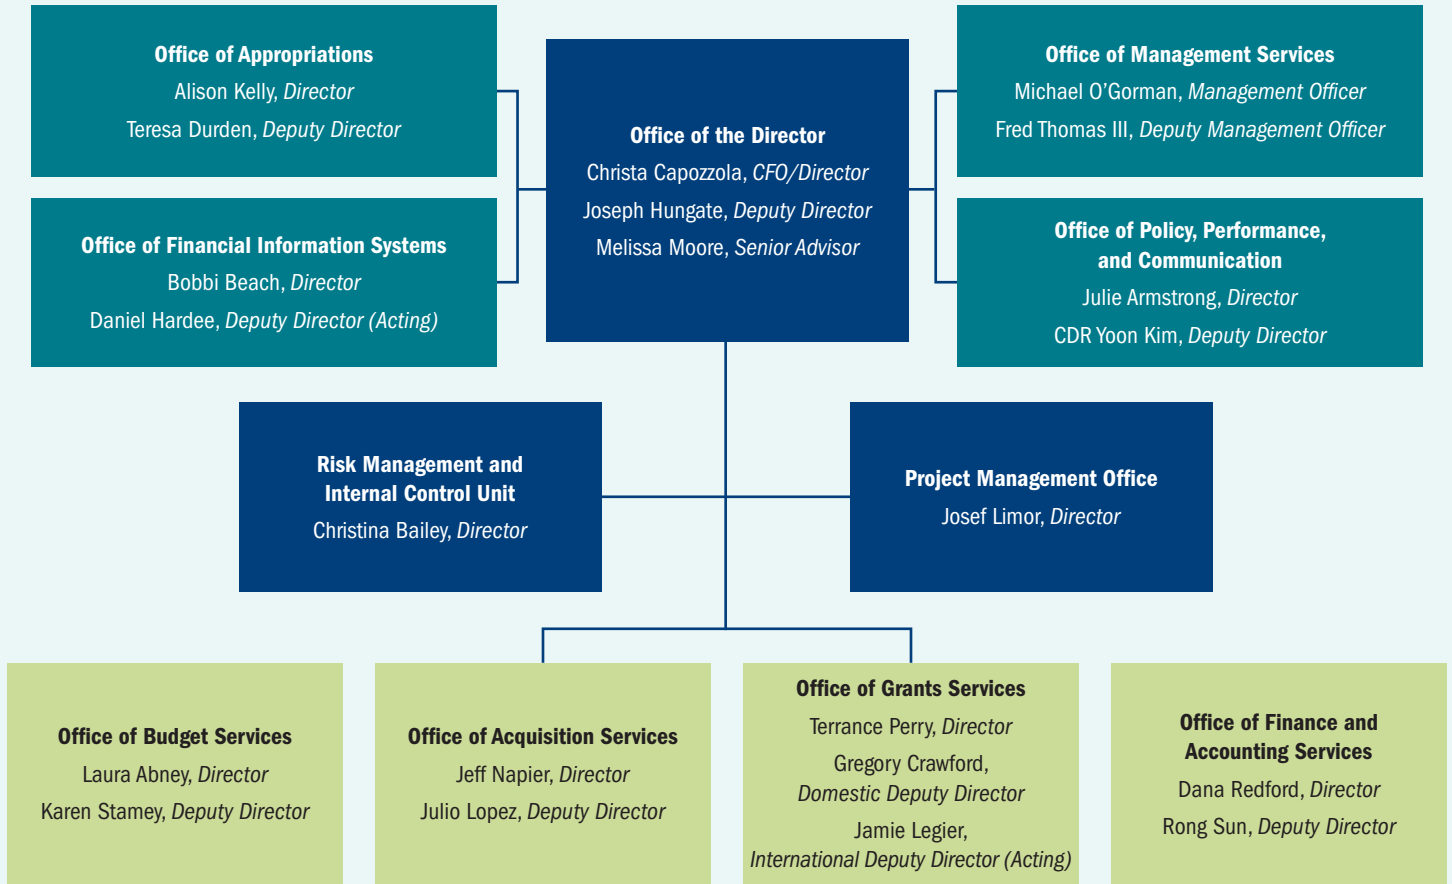 Office of Appropriations
Alison Kelly, Director
Teresa Durden, Deputy Director
Office of Financial Information Systems
Bobbi Beach, Director
Daniel Hardee, Deputy Director (Acting)
Office of the Director
Christa Capozzola, CFO/Director
Joseph Hungate, Deputy Director
Melissa Moore, Senior Advisor
Office of Management Services
Michael O’Gorman, Management Officer
Fred Thomas III, Deputy Management Officer
Office of Policy, Performance,
and Communication
Julie Armstrong, Director
CDR Yoon Kim, Deputy Director
Risk Management and
Internal Control Unit
Christina Bailey, Director
Project Management Office
Josef Limor, Director
Office of Budget Services
Laura Abney, Director
Karen Stamey, Deputy Director
Office of Acquisition Services
Jeff Napier, Director
Julio Lopez, Deputy Director
Office of Grants Services
Terrance Perry, Director
Gregory Crawford,
Domestic Deputy Director
Jamie Legier,
International Deputy Director (Acting)
Office of Finance and
Accounting Services
Dana Redford, Director
Rong Sun, Deputy Director